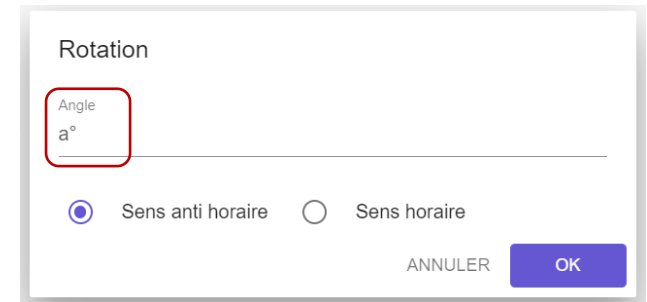 Rotation
Angle
a°
Sens anti horaire Sens horaire
ANNULER OK